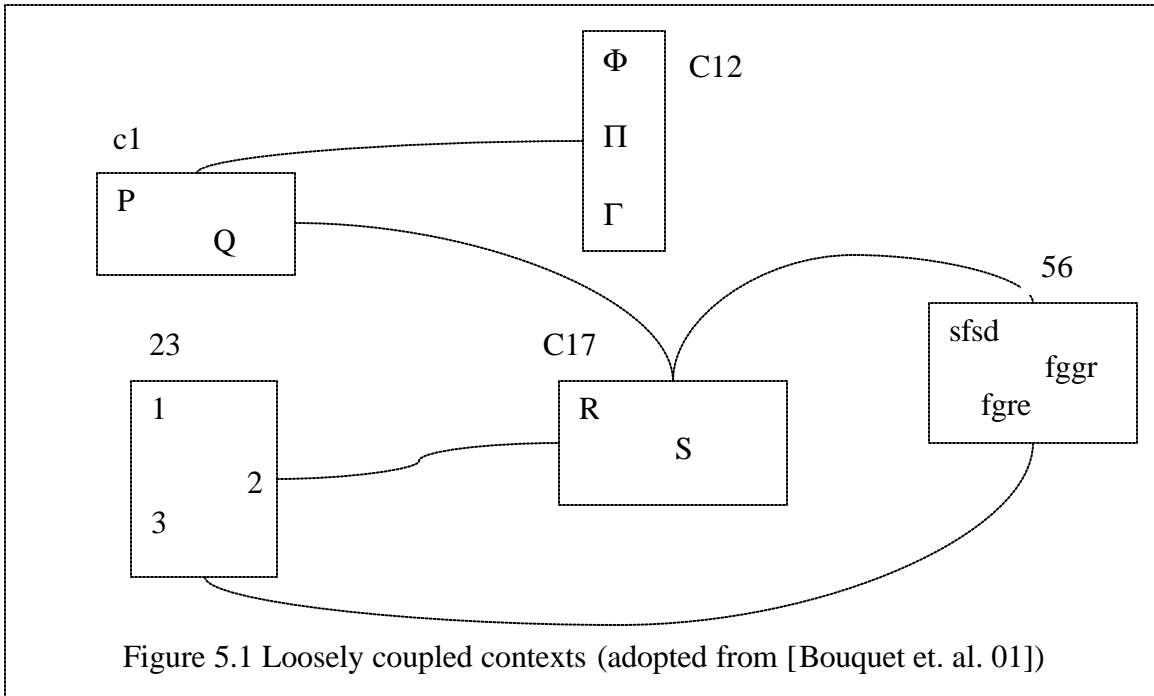 Φ
C12
Π
Γ
c1
P
Q
56
sfsd
fggr
fgre
23
1
2
3
C17
R
S
Figure 5.1 Loosely coupled contexts (adopted from [Bouquet et. al. 01])